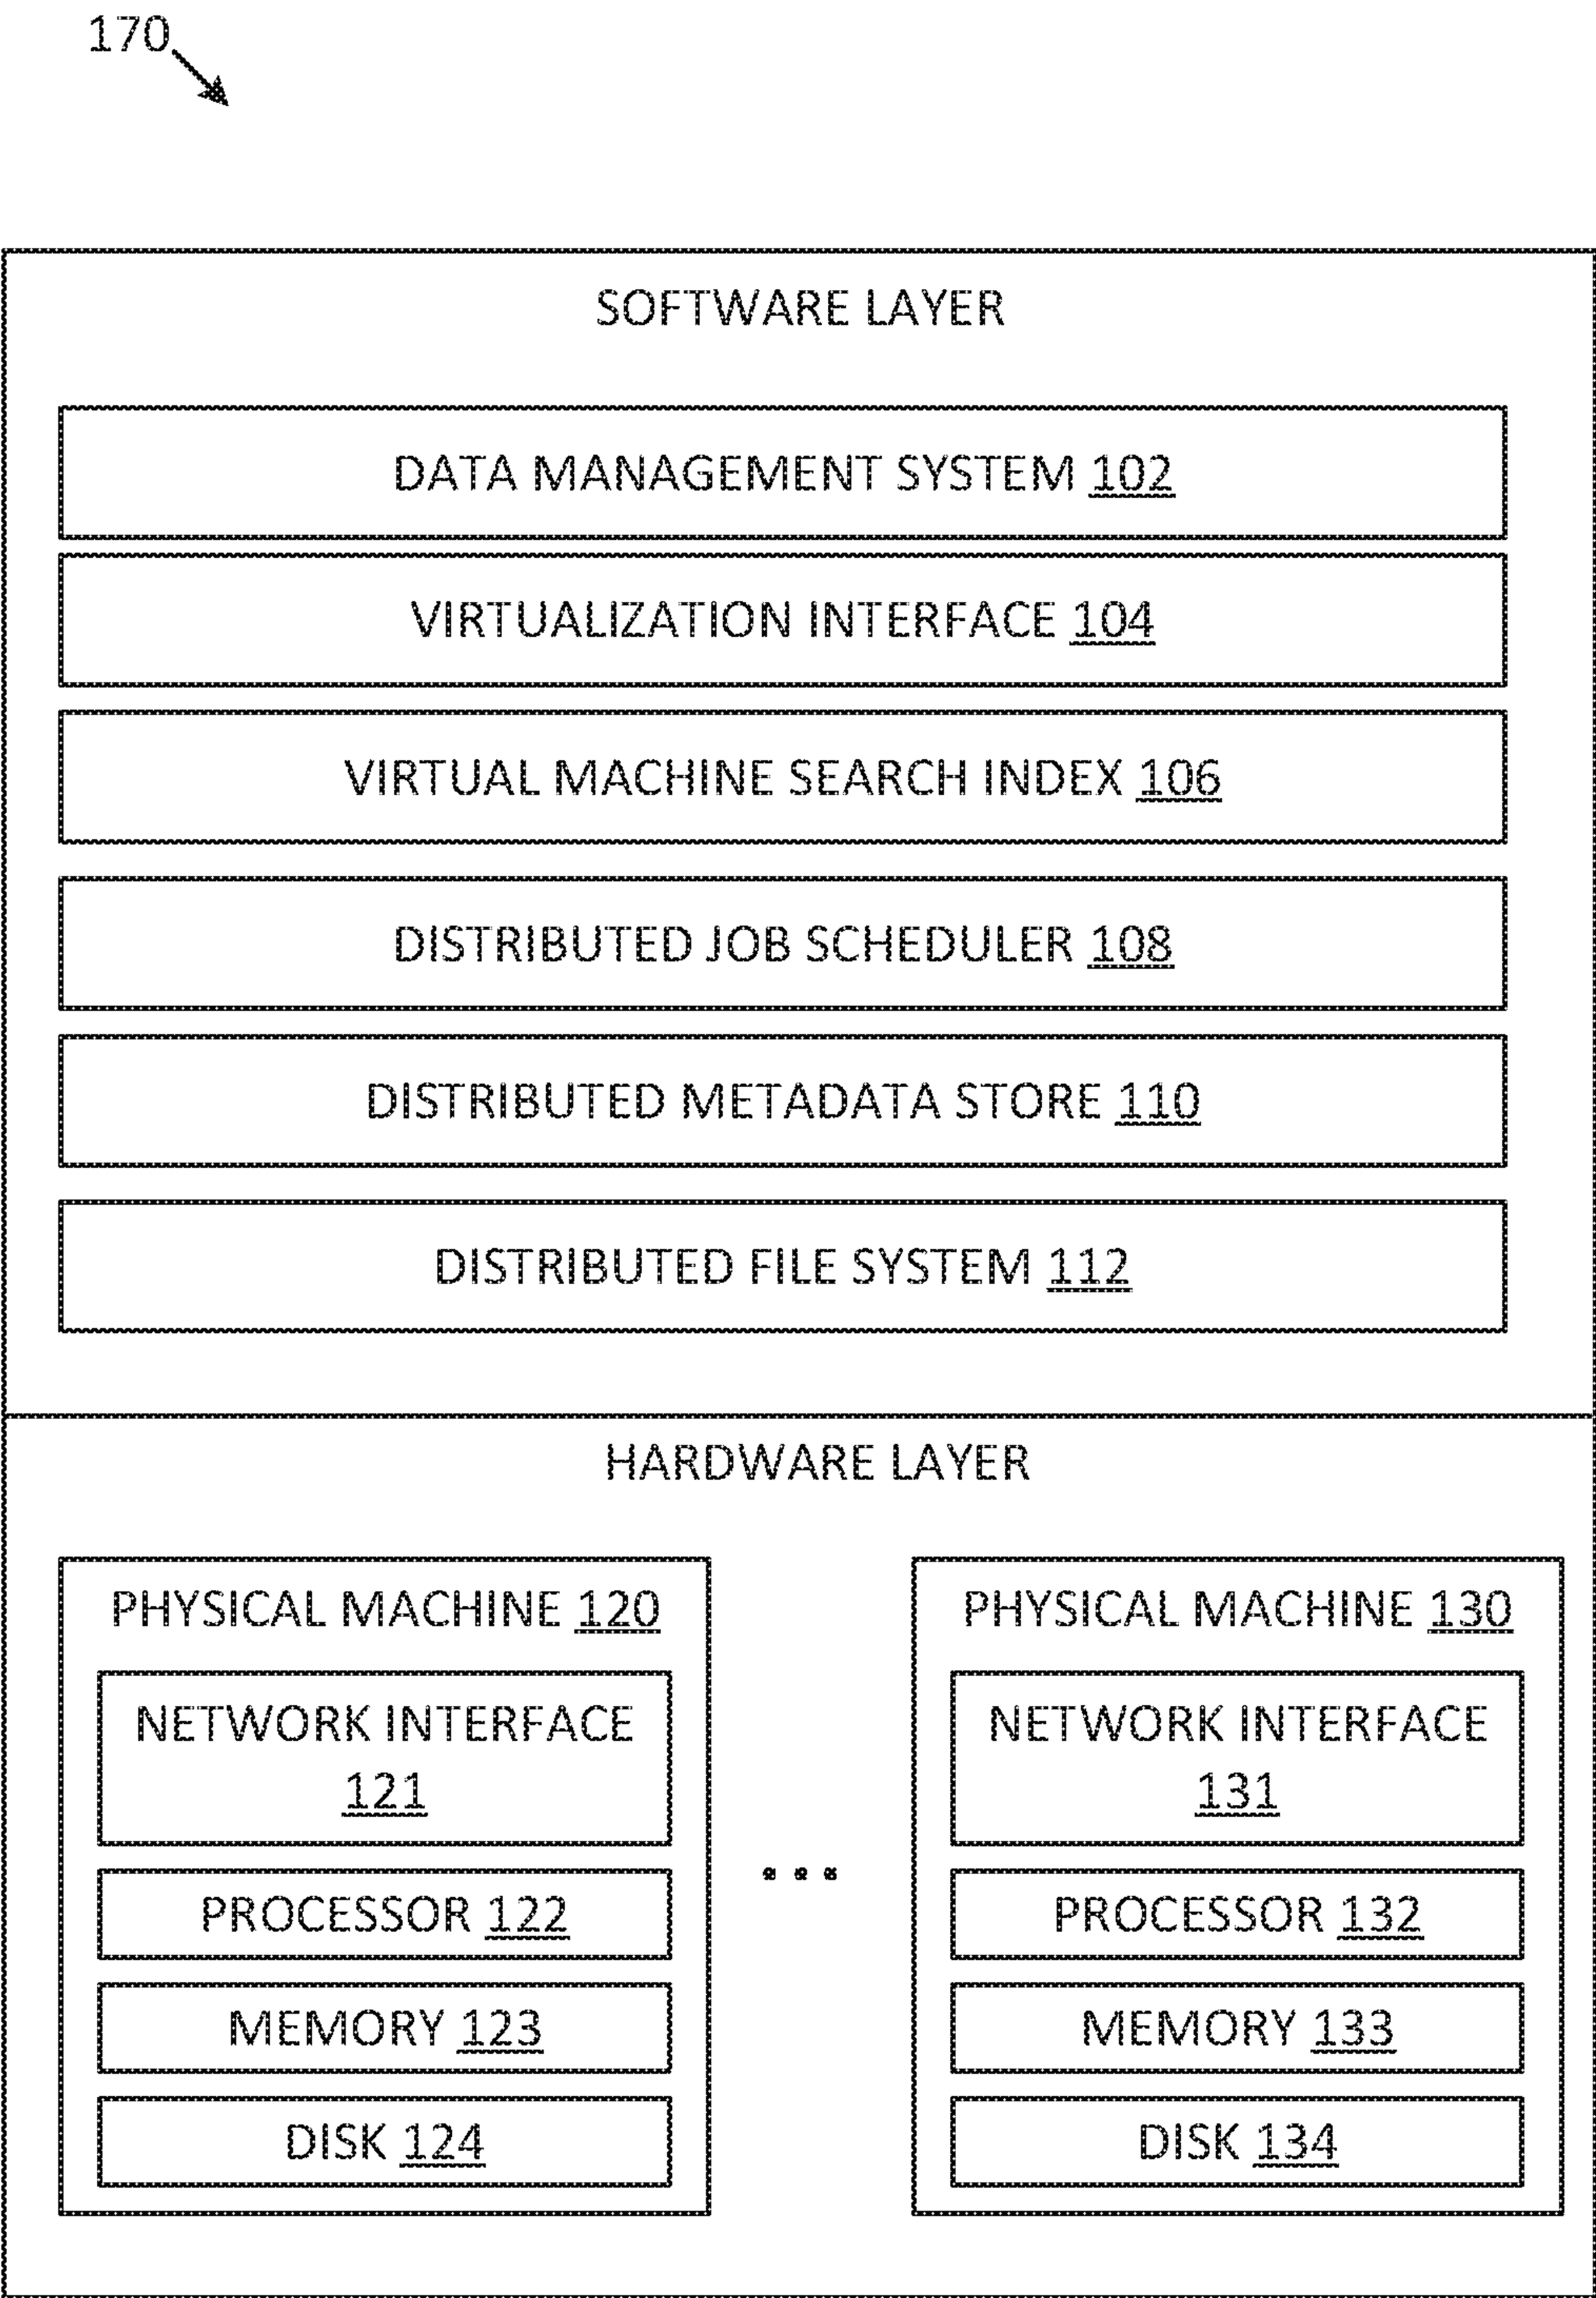 170
SOFTWARE LAYER
DATA MANAGEMENT SYSTEM 102
VIRTUALIZATION INTERFACE 104
VIRTUAL MACHINE SEARCH INDEX 106
DISTRIBUTED JOB SCHEDULER 108
DISTRIBUTED METADATA STORE 110
DISTRIBUTED FILE SYSTEM 112
HARDWARE LAYER
PHYSICAL MACHINE 120
NETWORK INTERFACE
121
PROCESSOR 122
MEMORY 123
DISK 124
...
PHYSICAL MACHINE 130
NETWORK INTERFACE
131
PROCESSOR 132
MEMORY 133
DISK 134